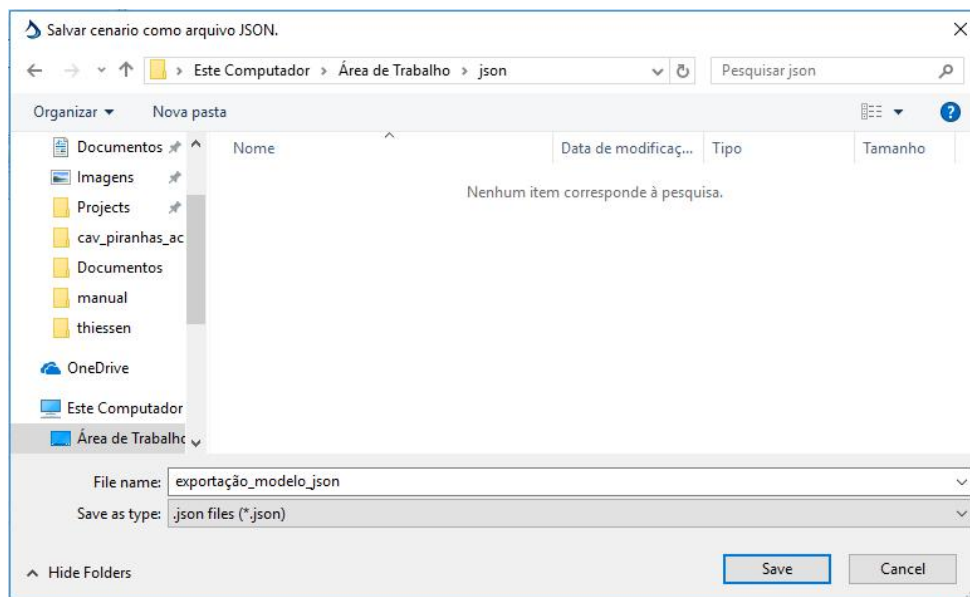 Salvar cenario como arquivo JSON.
Este Computador > Área de Trabalho > json
Pesquisar json
Organizar
Nova pasta
Nome
Data de modificaç...
Tipo
Tamanho
Nenhum item corresponde à pesquisa.
Documentos
Imagens
Projects
cav_piranhas_ac
Documentos
manual
thiessen
OneDrive
Este Computador
Área de Trabalho
File name: exportação_modelo_json
Save as type: .json files (*.json)
Hide Folders
Save
Cancel